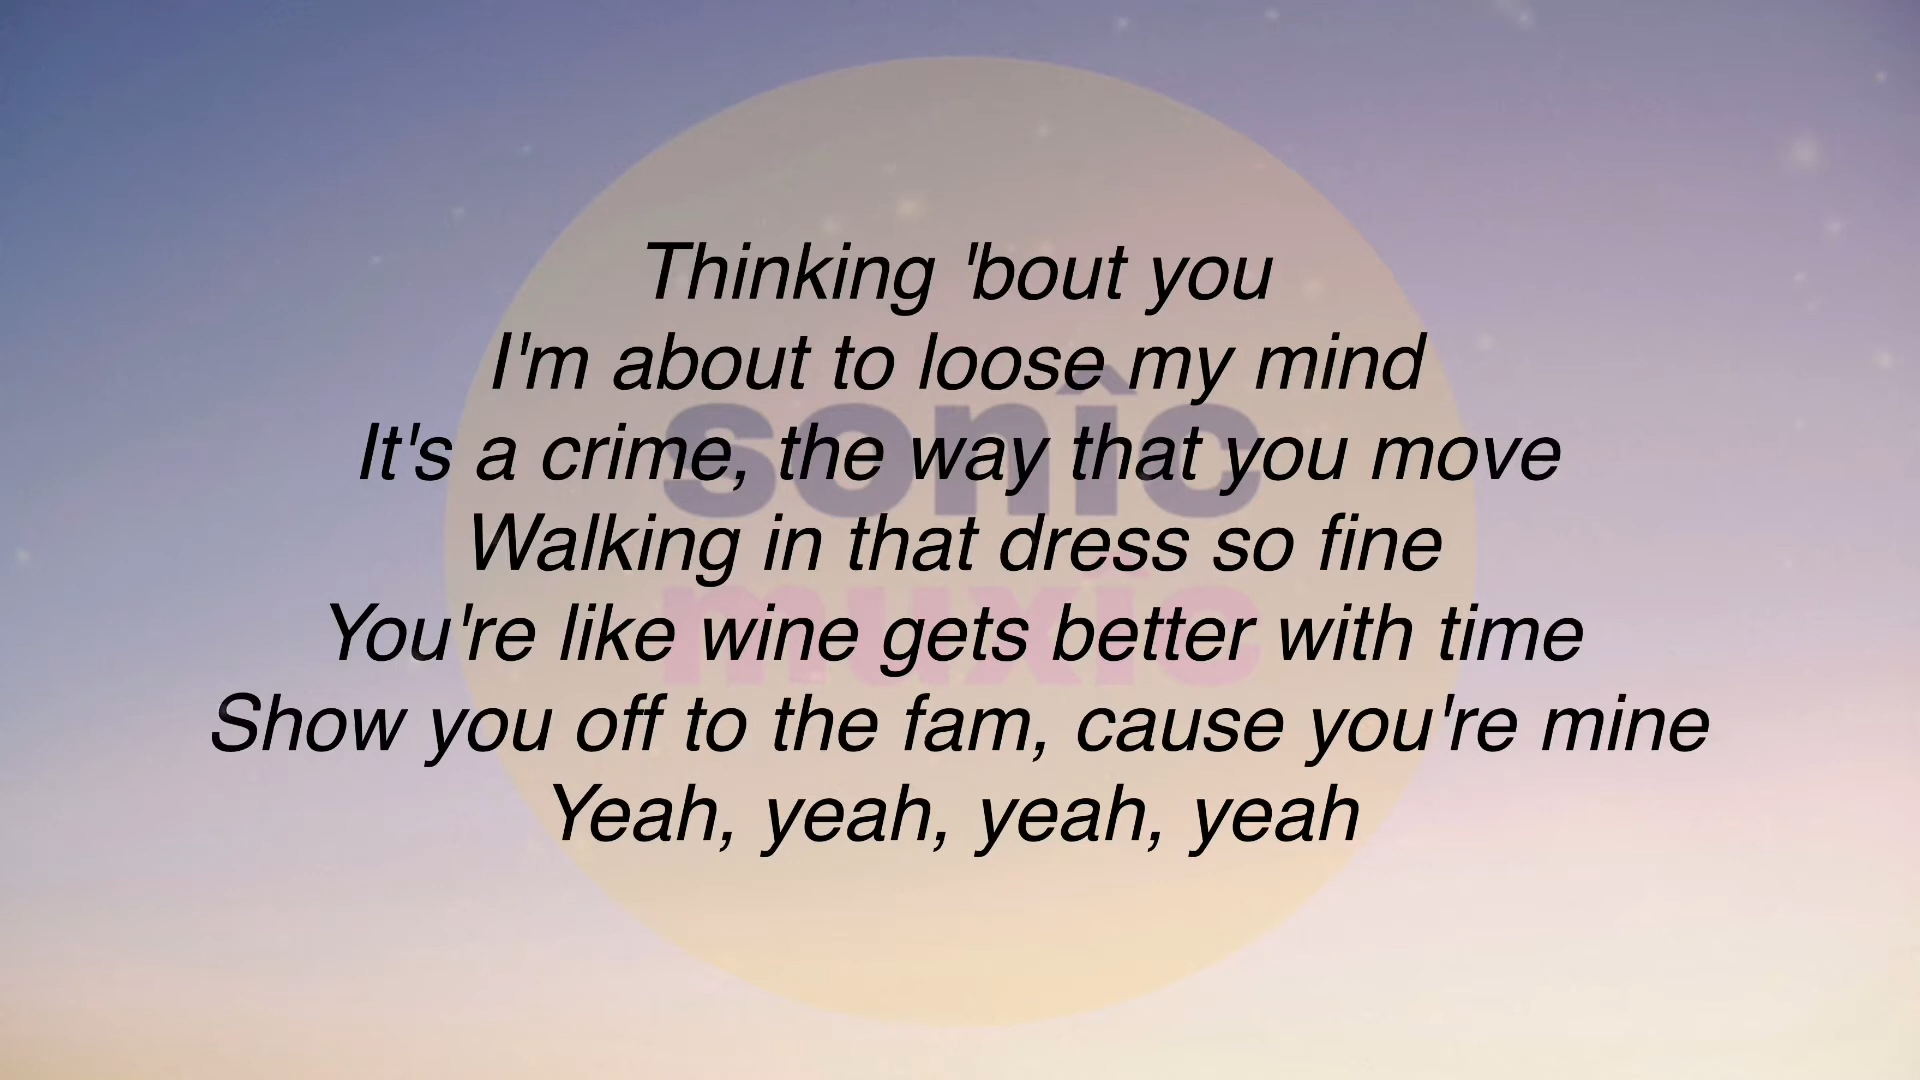 Thinking 'bout you
I'm about to loose my mind
It's a crime, the way that you move
Walking in that dress so fine
You're like wine gets better with time
Show you off to the fam, cause you're mine
Yeah, yeah, yeah, yeah
sonîc
muxîc